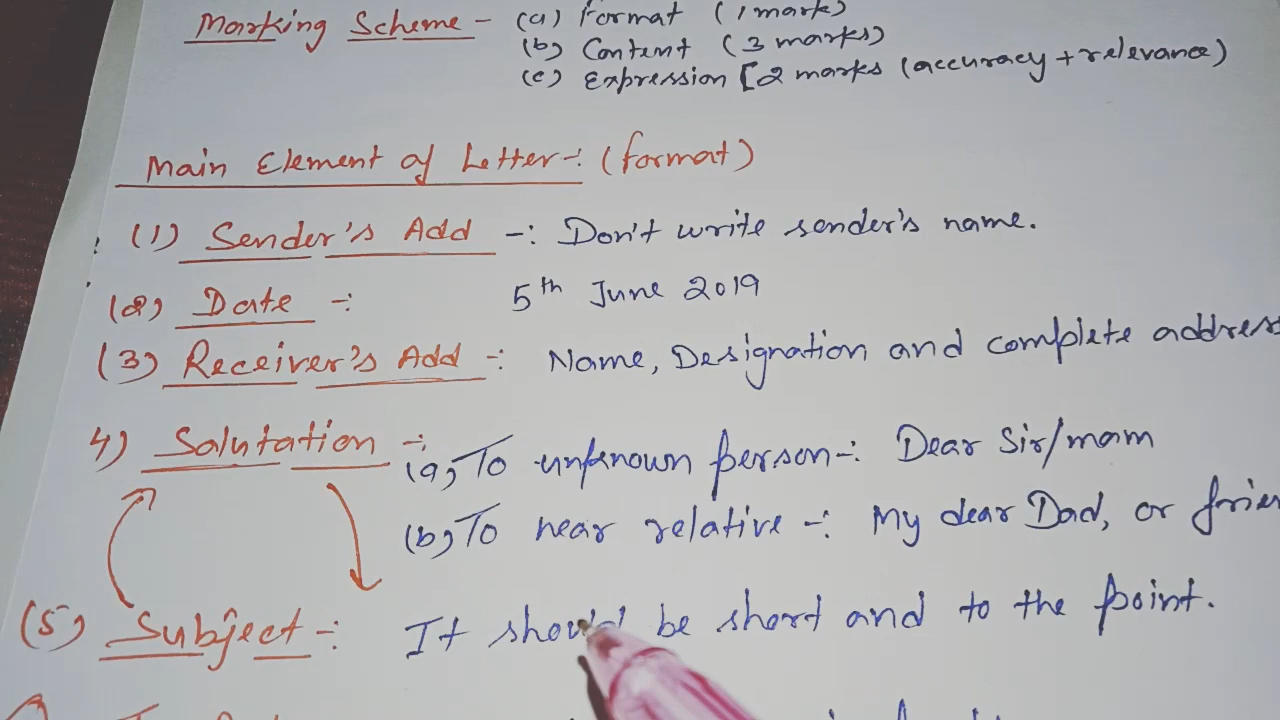 Marking Scheme - (a) Format (1 mark)
(b) Content (3 marks)
(c) Expression [2 marks (accuracy + relevance)
Main Element of Letter-: (format)
(1) Sender's Add -: Don't write sender's name.
(2) Date -: 5th June 2019
(3) Receiver's Add -: Name, Designation and complete address
4) Salutation -: (a) To unknown person-: Dear Sir/mam
(b) To near relative -: My dear Dad, or frien
(5) Subject -: It should be short and to the point.